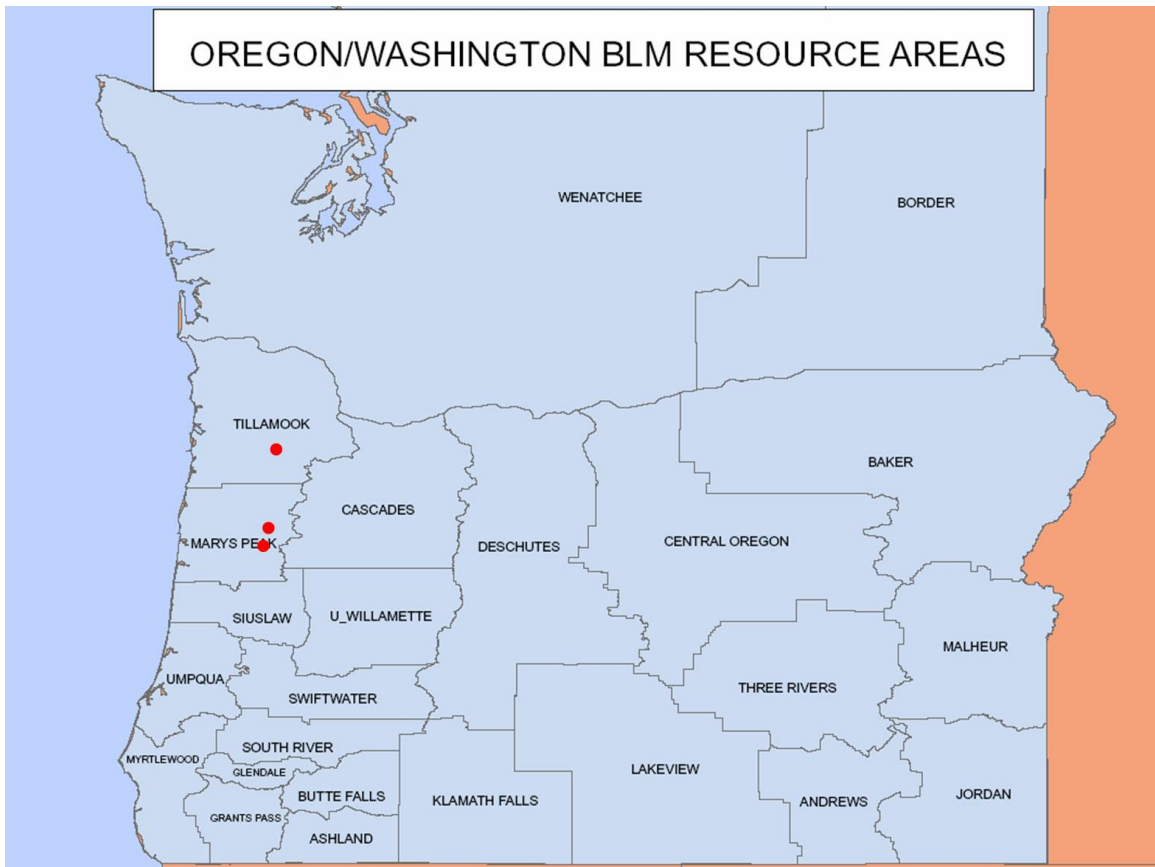 OREGON/WASHINGTON BLM RESOURCE AREAS
WENATCHEE
BORDER
TILLAMOOK
BAKER
CASCADES
MARYS PEAK
DESCHUTES
CENTRAL OREGON
SIUSLAW
U_WILLAMETTE
MALHEUR
UMPQUA
SWIFTWATER
THREE RIVERS
MYRTLEWOOD
SOUTH RIVER
GLENDALE
LAKEVIEW
BUTTE FALLS
KLAMATH FALLS
ANDREWS
JORDAN
GRANTS PASS
ASHLAND